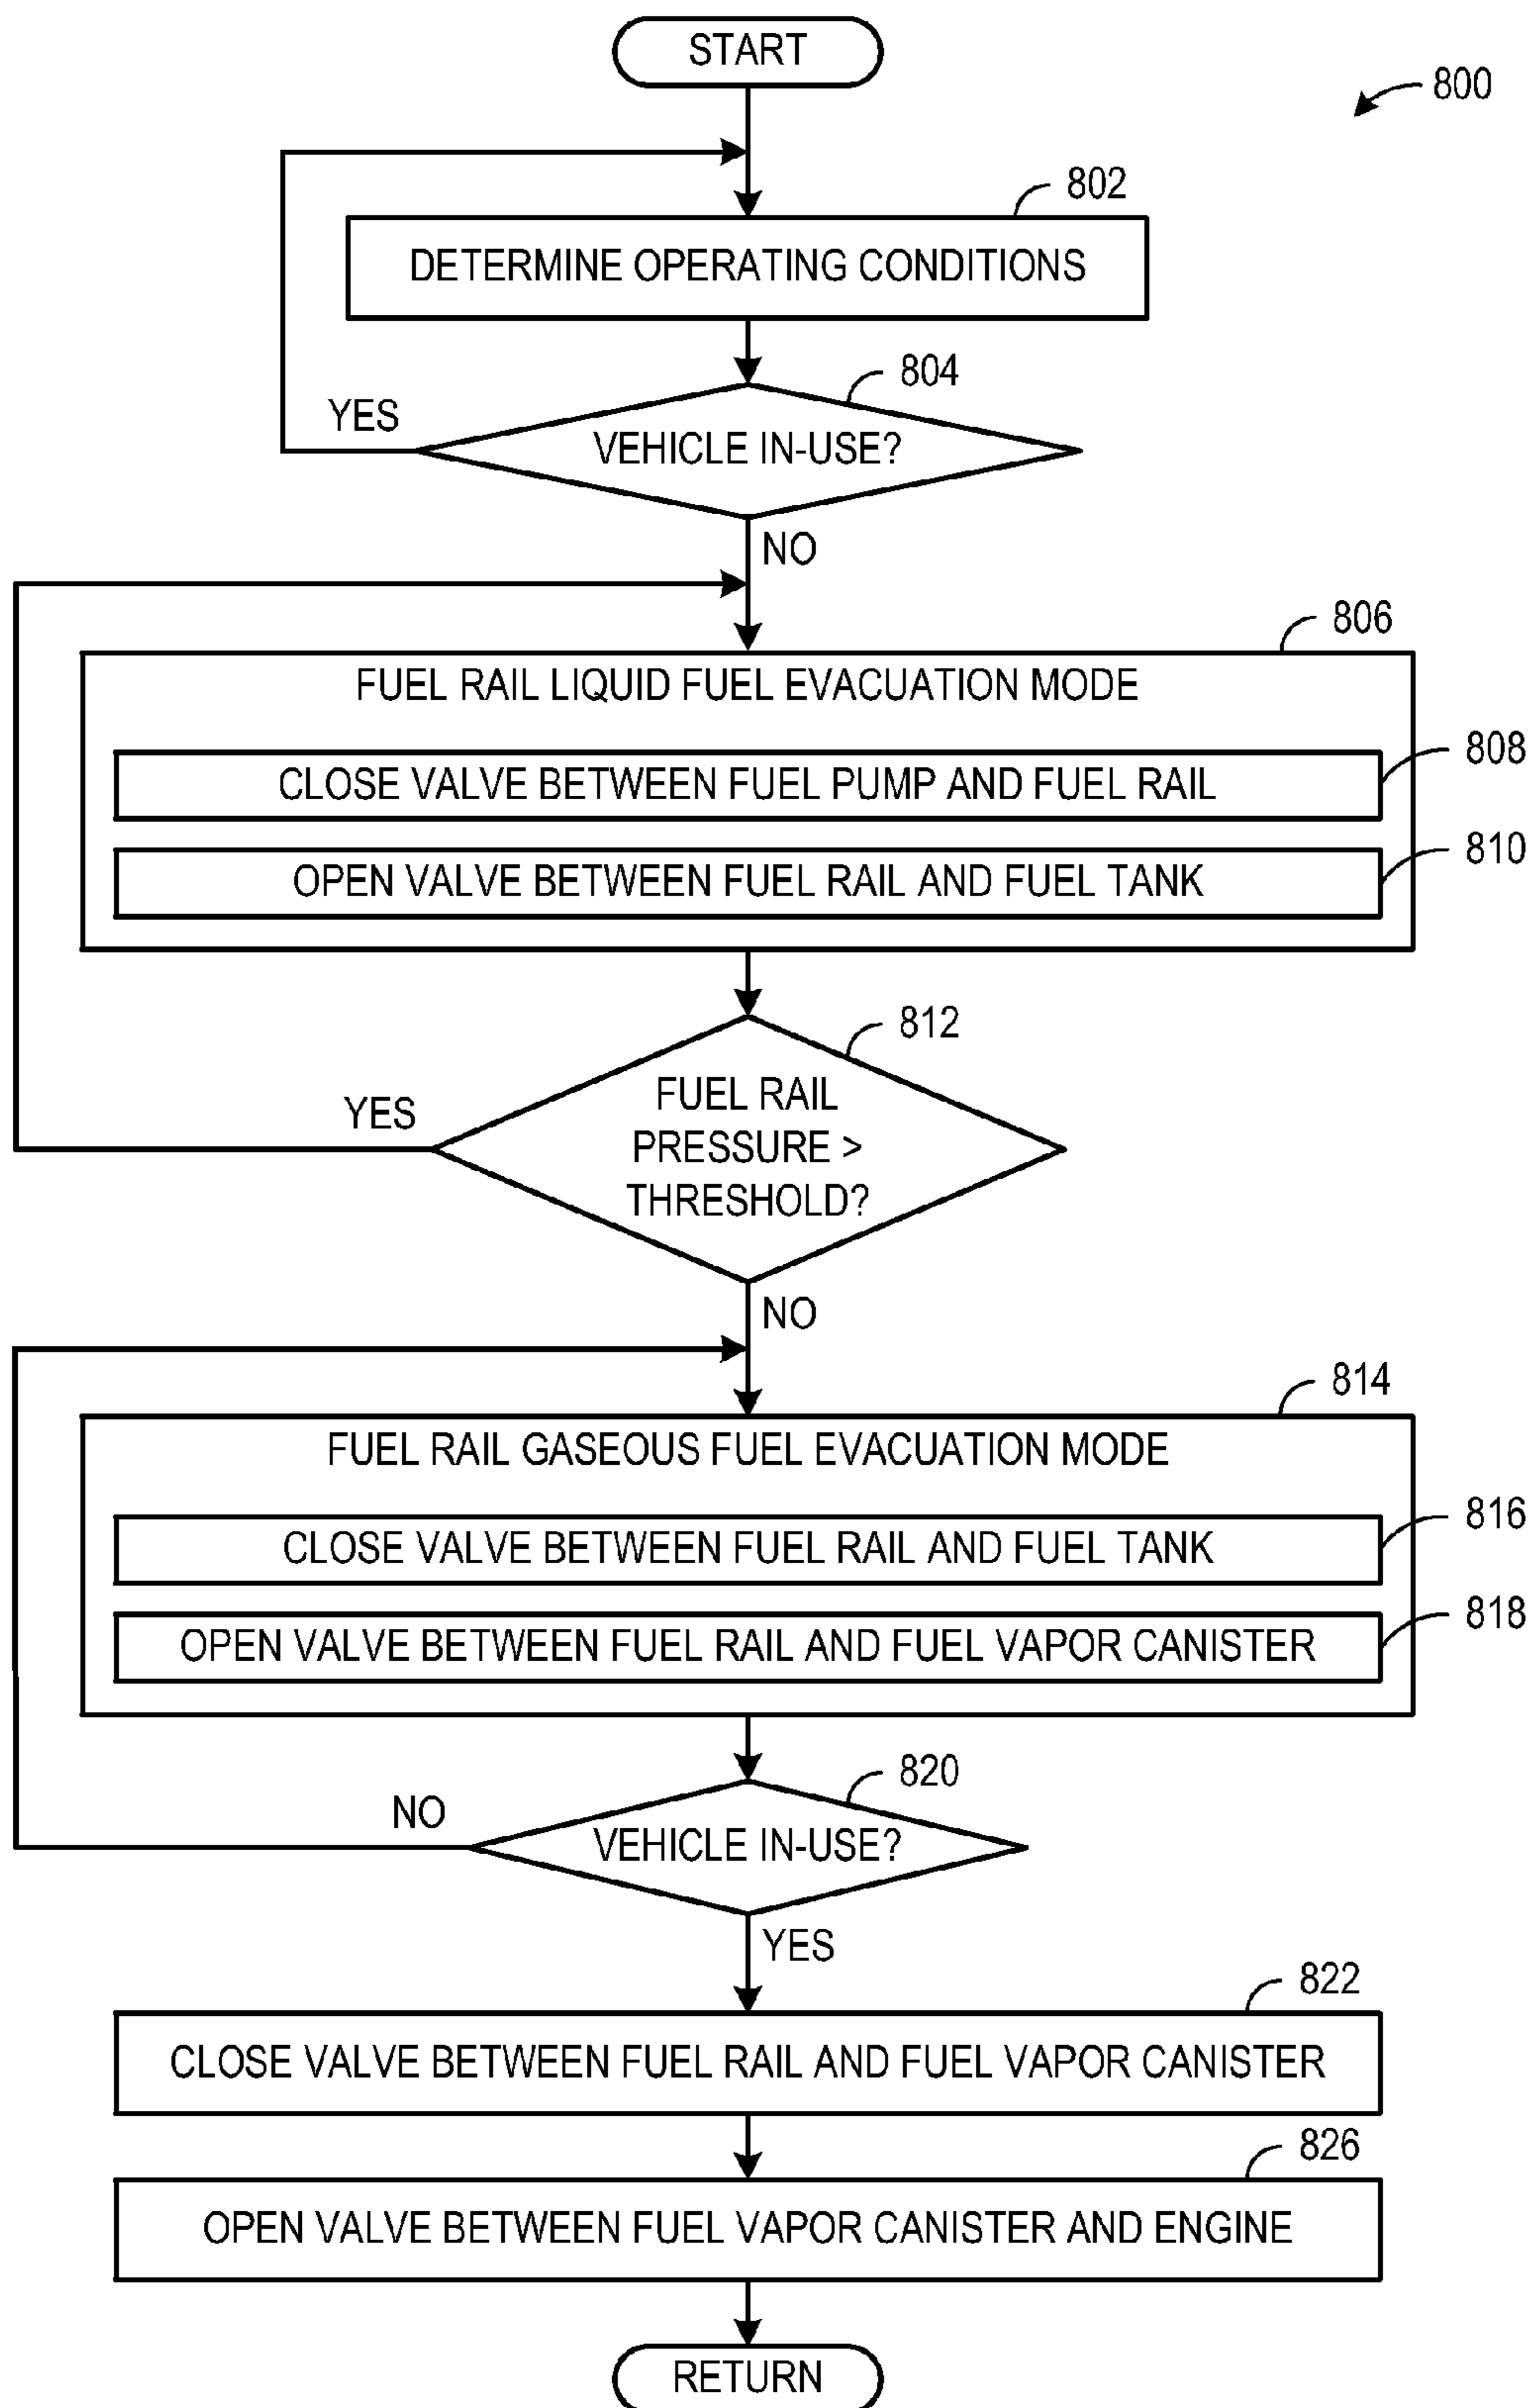 START
800
802
DETERMINE OPERATING CONDITIONS
804
YES
VEHICLE IN-USE?
NO
806
FUEL RAIL LIQUID FUEL EVACUATION MODE
808
CLOSE VALVE BETWEEN FUEL PUMP AND FUEL RAIL
810
OPEN VALVE BETWEEN FUEL RAIL AND FUEL TANK
812
YES
FUEL RAIL
PRESSURE >
THRESHOLD?
NO
814
FUEL RAIL GASEOUS FUEL EVACUATION MODE
816
CLOSE VALVE BETWEEN FUEL RAIL AND FUEL TANK
818
OPEN VALVE BETWEEN FUEL RAIL AND FUEL VAPOR CANISTER
820
NO
VEHICLE IN-USE?
YES
822
CLOSE VALVE BETWEEN FUEL RAIL AND FUEL VAPOR CANISTER
826
OPEN VALVE BETWEEN FUEL VAPOR CANISTER AND ENGINE
RETURN